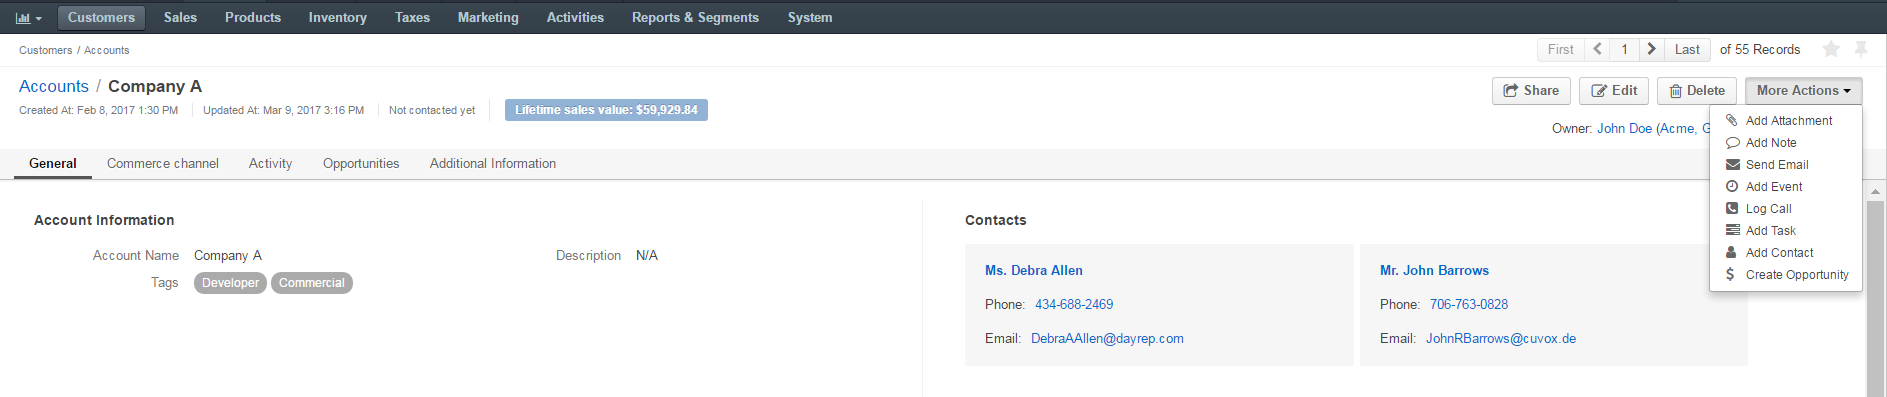 Customers Sales Products Inventory Taxes Marketing Activities Reports & Segments System
Customers / Accounts
First 1 Last of 55 Records
Accounts / Company A
Share Edit Delete More Actions
Created At: Feb 8, 2017 1:30 PM Updated At: Mar 9, 2017 3:16 PM Not contacted yet Lifetime sales value: $59,929.84
Owner: John Doe (Acme, G
Add Attachment
Add Note
Send Email
Add Event
Log Call
Add Task
Add Contact
Create Opportunity
General Commerce channel Activity Opportunities Additional Information
Account Information
Account Name Company A
Description N/A
Tags Developer Commercial
Contacts
Ms. Debra Allen
Phone: 434-688-2469
Email: DebraAAllen@dayrep.com
Mr. John Barrows
Phone: 706-763-0828
Email: JohnRBarrows@cuvox.de